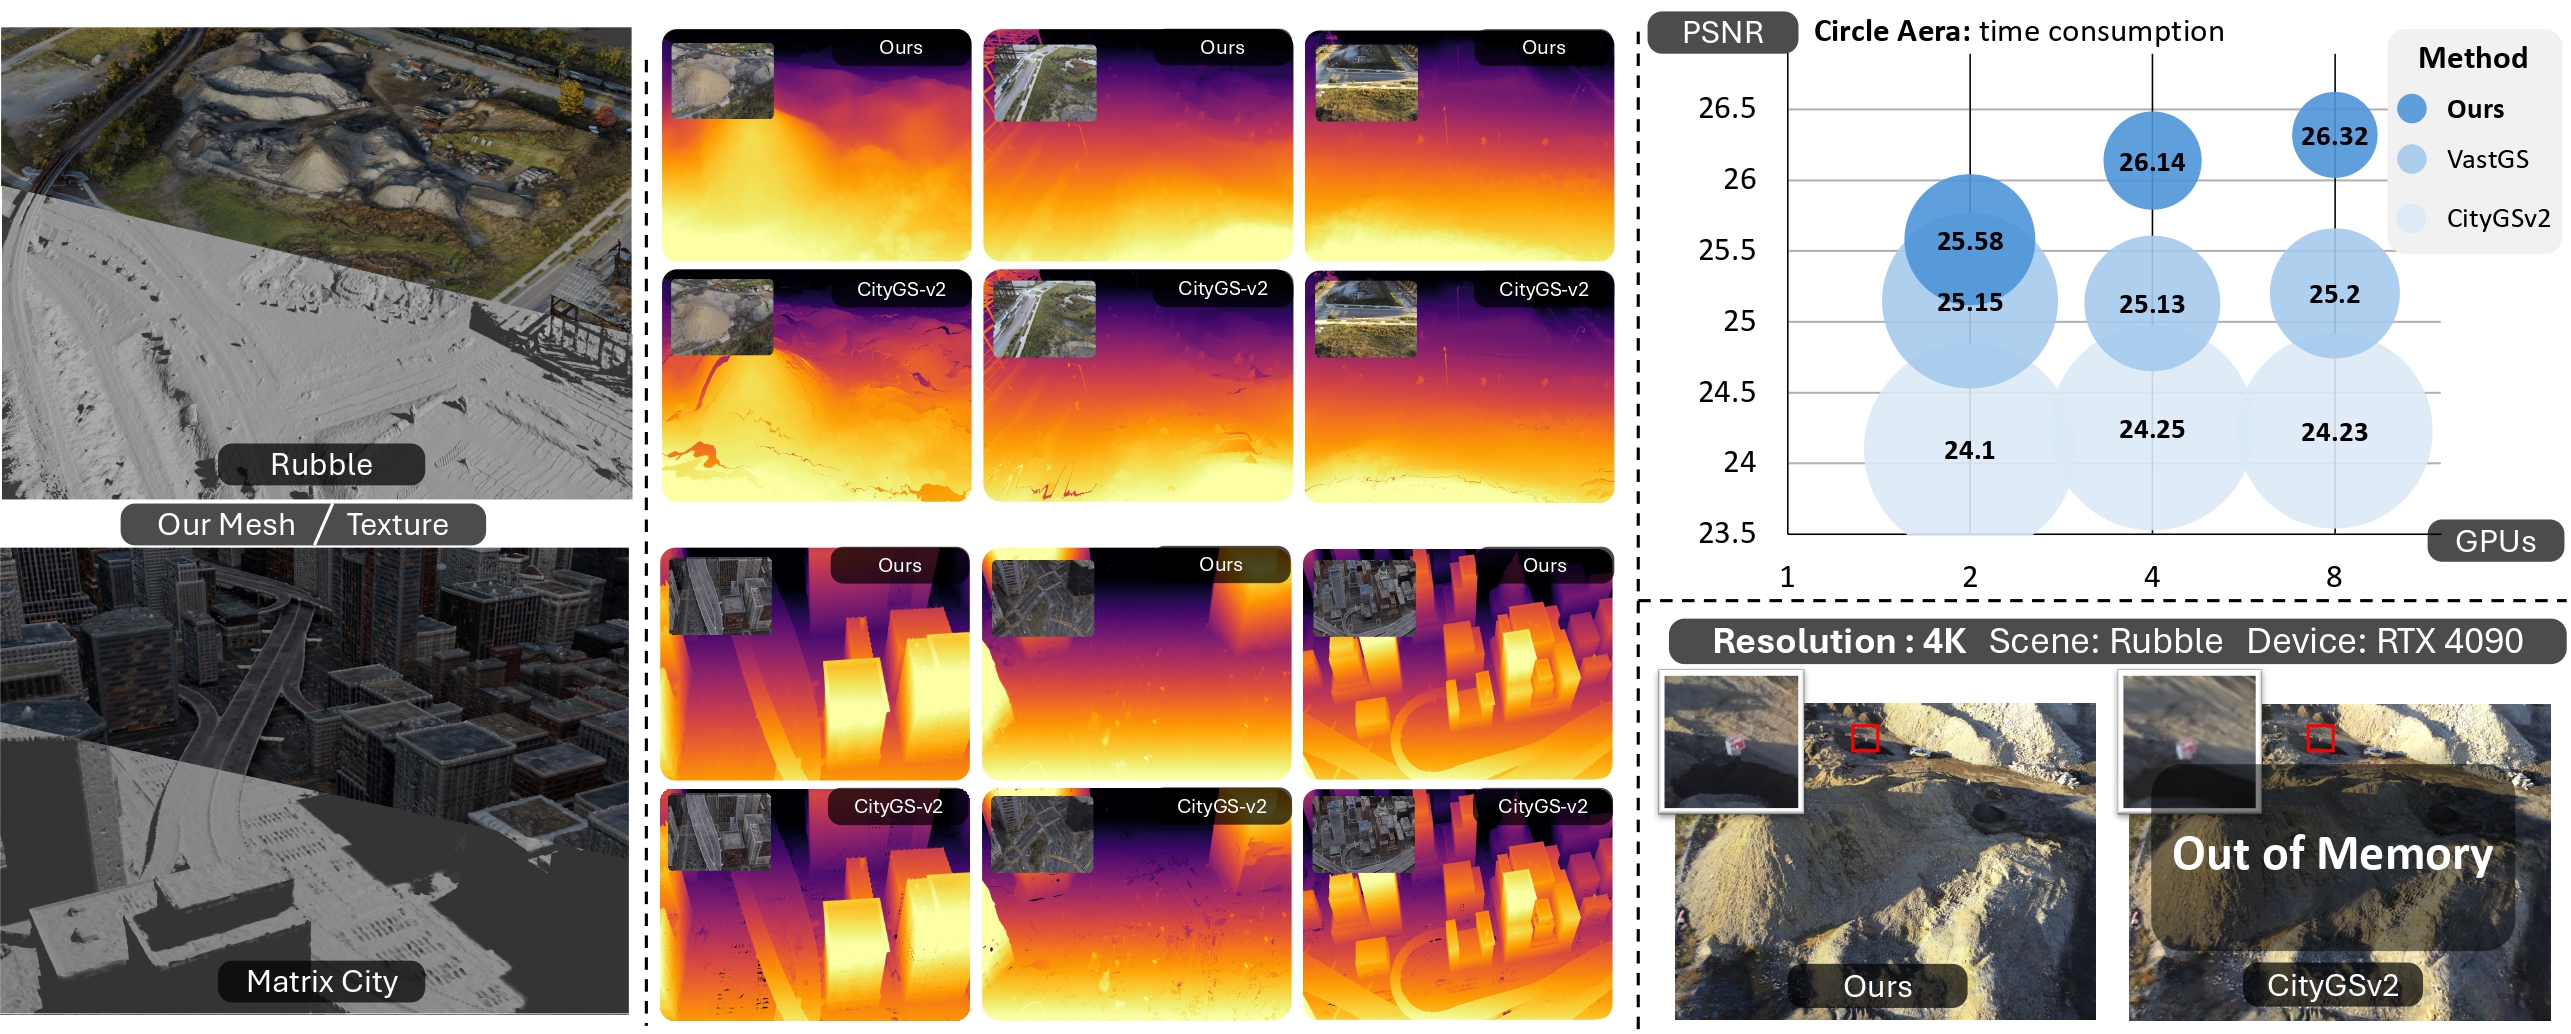 Rubble
Our Mesh / Texture
Matrix City
Ours
Ours
Ours
CityGS-v2
CityGS-v2
CityGS-v2
Ours
Ours
Ours
CityGS-v2
CityGS-v2
CityGS-v2
PSNR
Circle Aera: time consumption
Method
Ours
VastGS
CityGSv2
26.5
26
25.5
25
24.5
24
23.5
26.32
26.14
25.58
25.15
25.13
25.2
24.1
24.25
24.23
GPUs
1 2 4 8
Resolution : 4K Scene: Rubble Device: RTX 4090
Out of Memory
Ours
CityGSv2